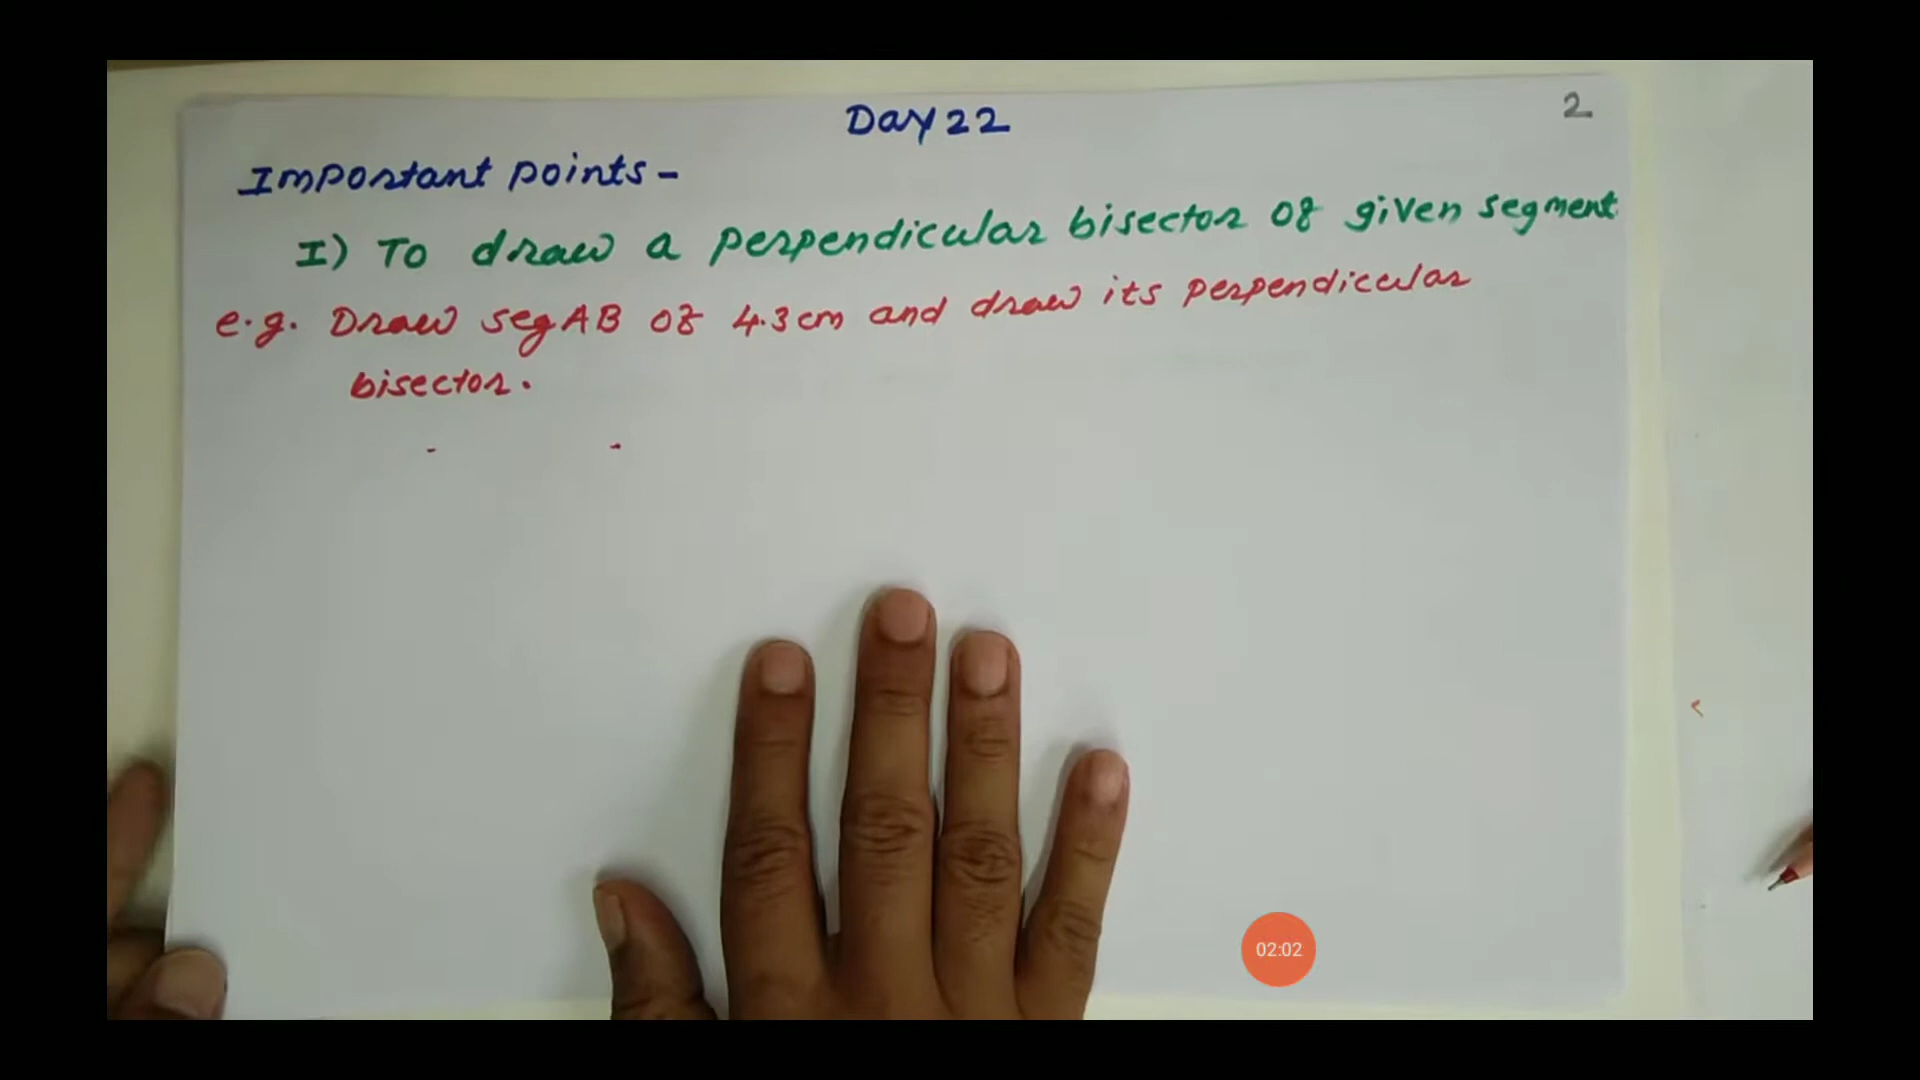 Day 22
2
Important points -
I) To draw a perpendicular bisector of given segment
e.g. Draw seg AB of 4.3 cm and draw its perpendicular
bisector.
02:02